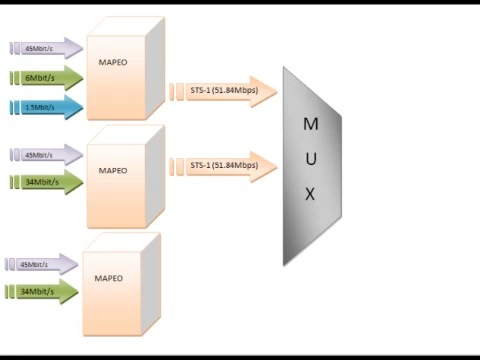 45Mbit/s
6Mbit/s
1.5Mbit/s
MAPEO
STS-1 (51.84Mbps)
45Mbit/s
34Mbit/s
MAPEO
STS-1 (51.84Mbps)
M
U
X
45Mbit/s
34Mbit/s
MAPEO